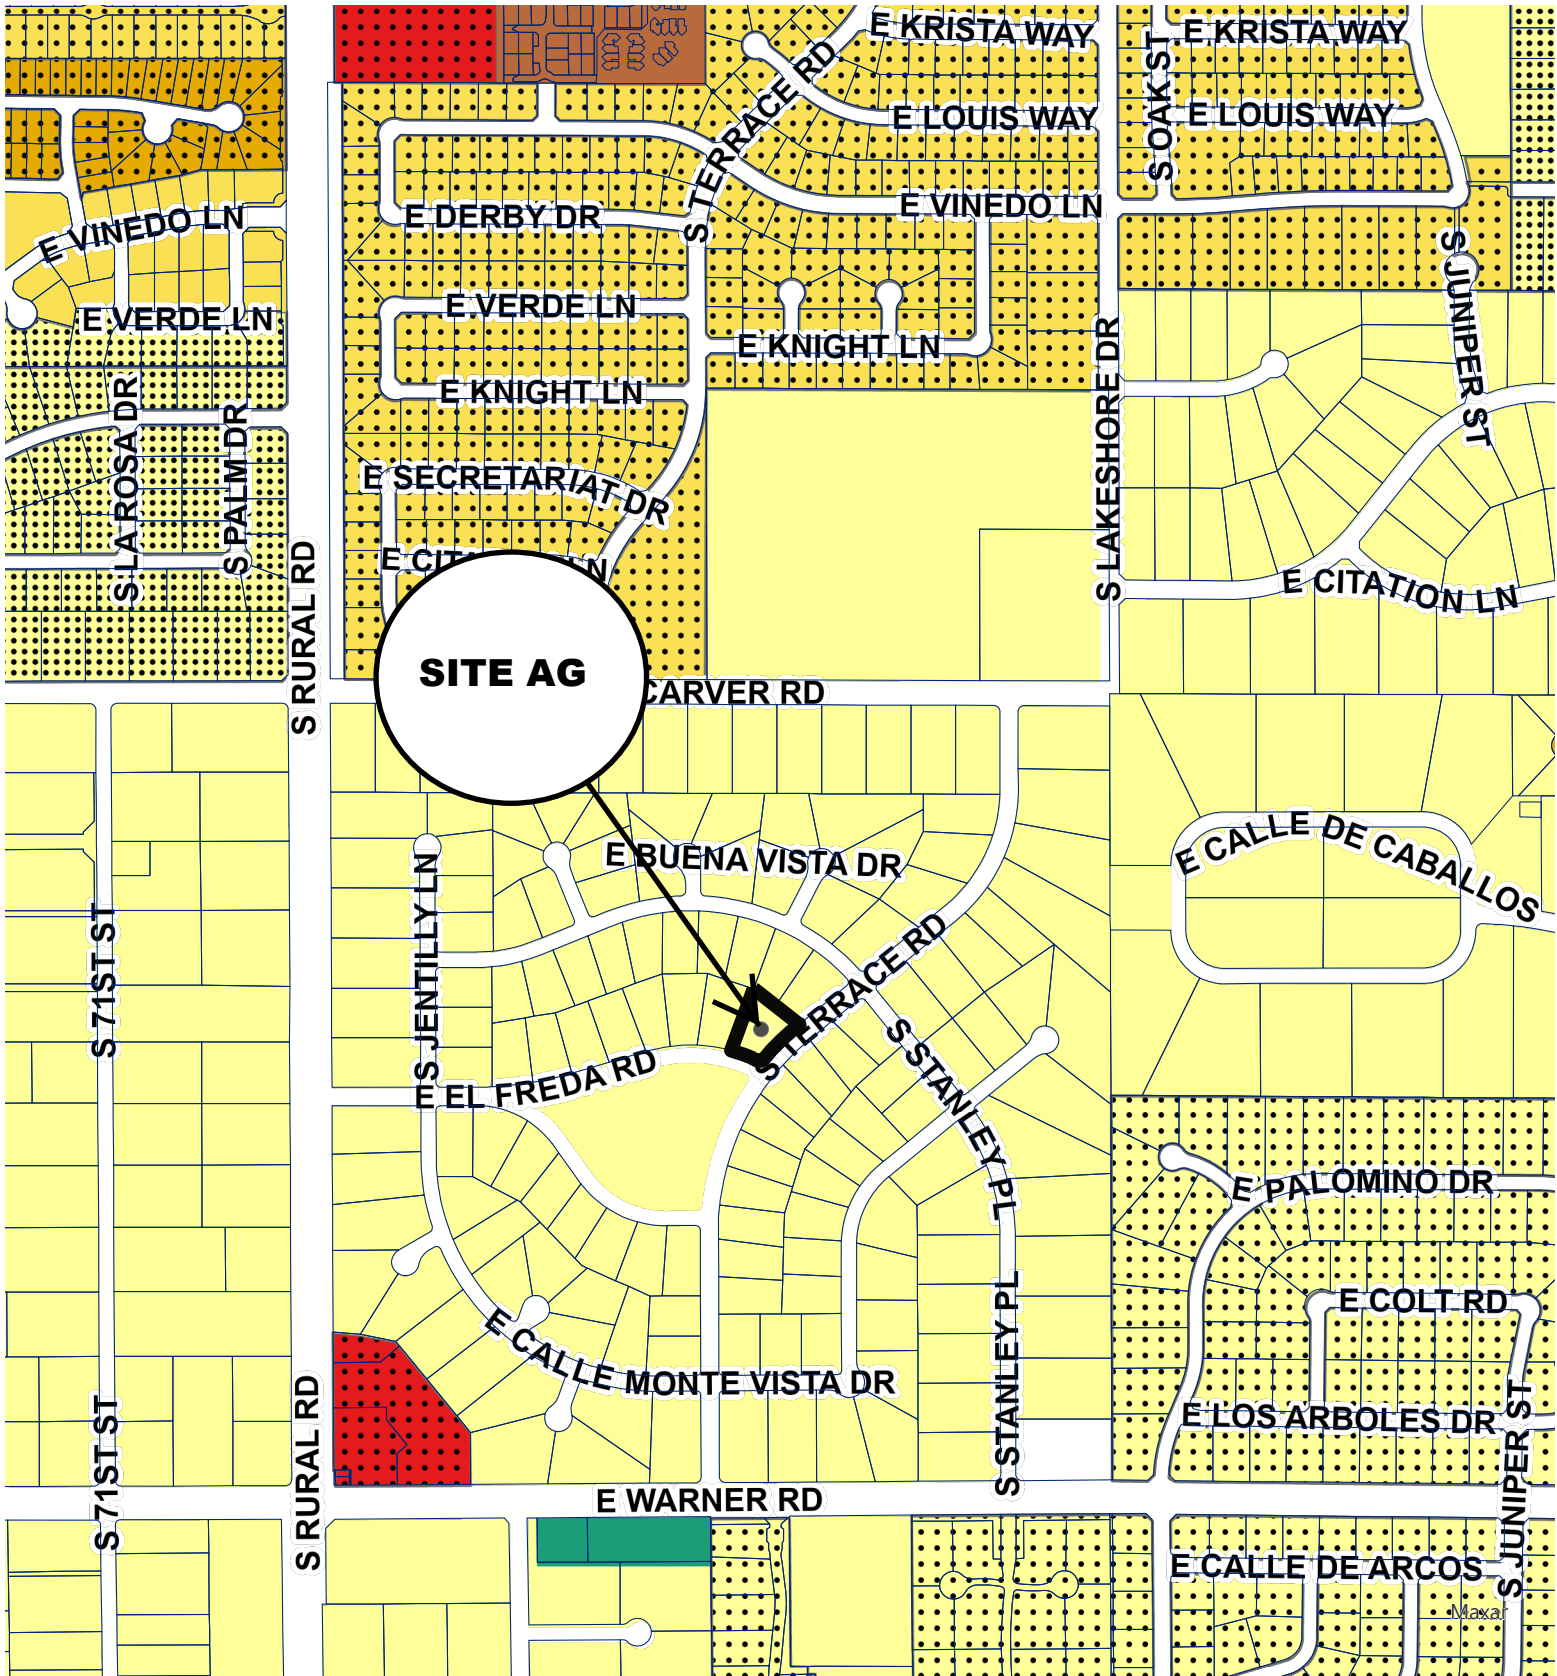 E KRISTA WAY
E KRISTA WAY
S TERRACE RD
S OAK ST
E LOUIS WAY
E LOUIS WAY
E VINEDO LN
E DERBY DR
E VINEDO LN
S JUNIPER ST
E VERDE LN
E VERDE LN
E KNIGHT LN
E KNIGHT LN
S LAKESHORE DR
S LA ROSA DR
S PALM DR
E SECRETARIAT DR
S RURAL RD
E CITATION LN
SITE AG
CARVER RD
E BUENA VISTA DR
E CALLE DE CABALLOS
S JENTILLY LN
S 71ST ST
S TERRACE RD
S STANLEY PL
E EL FREDA RD
E PALOMINO DR
E COLT RD
S STANLEY PL
E CALLE MONTE VISTA DR
S RURAL RD
S 71ST ST
E LOS ARBOLES DR
S JUNIPER ST
E WARNER RD
E CALLE DE ARCOS
Maxar